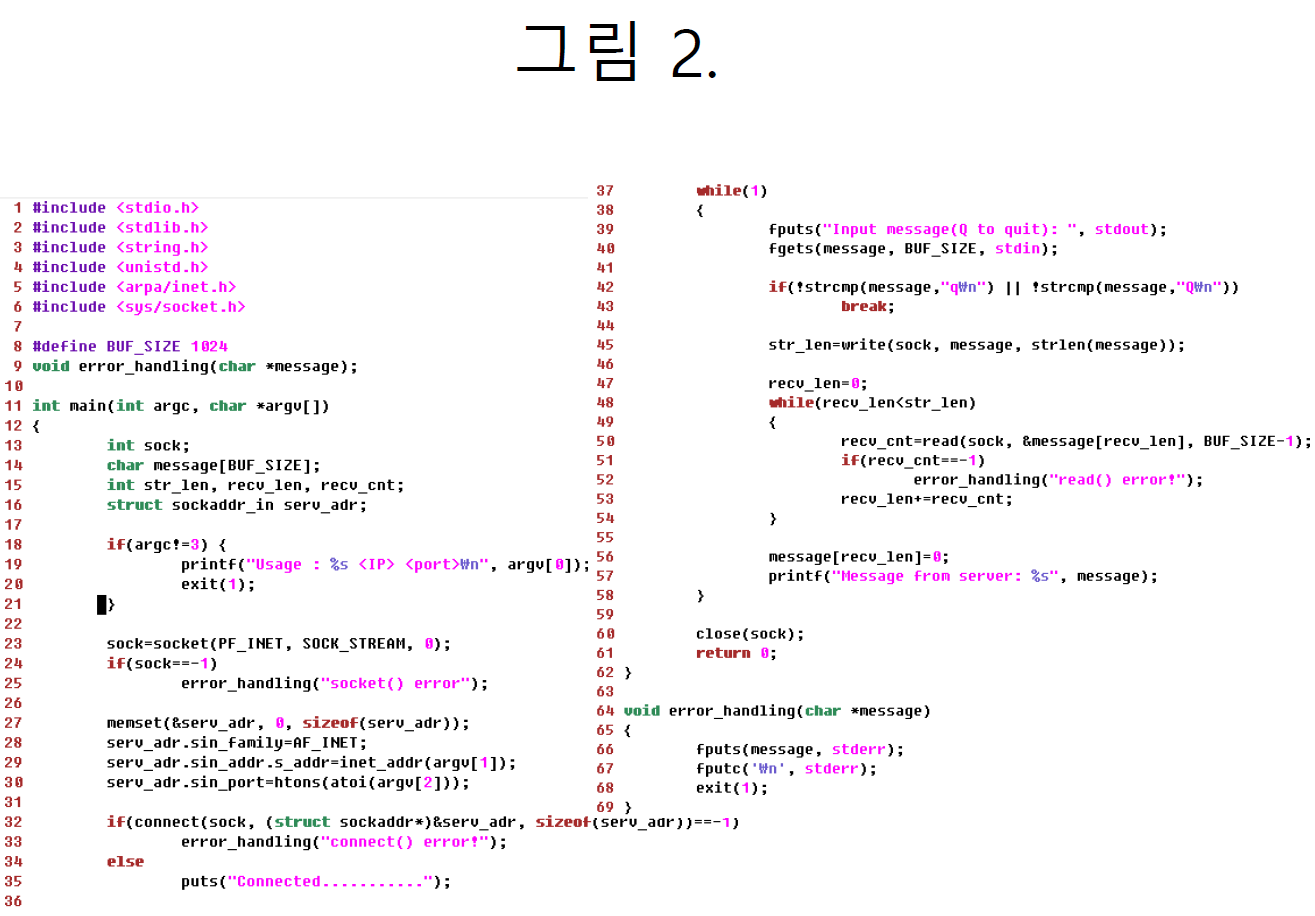 그림 2.
1 #include <stdio.h>
2 #include <stdlib.h>
3 #include <string.h>
4 #include <unistd.h>
5 #include <arpa/inet.h>
6 #include <sys/socket.h>
7
8 #define BUF_SIZE 1024
9 void error_handling(char *message);
10
11 int main(int argc, char *argv[])
12 {
13 int sock;
14 char message[BUF_SIZE];
15 int str_len, recv_len, recv_cnt;
16 struct sockaddr_in serv_adr;
17
18 if(argc!=3) {
19 printf("Usage : %s <IP> <port>₩n", argv[0]);
20 exit(1);
21 }
22
23 sock=socket(PF_INET, SOCK_STREAM, 0);
24 if(sock==-1)
25 error_handling("socket() error");
26
27 memset(&serv_adr, 0, sizeof(serv_adr));
28 serv_adr.sin_family=AF_INET;
29 serv_adr.sin_addr.s_addr=inet_addr(argv[1]);
30 serv_adr.sin_port=htons(atoi(argv[2]));
31
32 if(connect(sock, (struct sockaddr*)&serv_adr, sizeof(serv_adr))==-1)
33 error_handling("connect() error!");
34 else
35 puts("Connected...........");
36
37 while(1)
38 {
39 fputs("Input message(Q to quit): ", stdout);
40 fgets(message, BUF_SIZE, stdin);
41
42 if(!strcmp(message,"q₩n") || !strcmp(message,"Q₩n"))
43 break;
44
45 str_len=write(sock, message, strlen(message));
46
47 recv_len=0;
48 while(recv_len<str_len)
49 {
50 recv_cnt=read(sock, &message[recv_len], BUF_SIZE-1);
51 if(recv_cnt==-1)
52 error_handling("read() error!");
53 recv_len+=recv_cnt;
54 }
55
56 message[recv_len]=0;
57 printf("Message from server: %s", message);
58 }
59
60 close(sock);
61 return 0;
62 }
63
64 void error_handling(char *message)
65 {
66 fputs(message, stderr);
67 fputc('₩n', stderr);
68 exit(1);
69 }